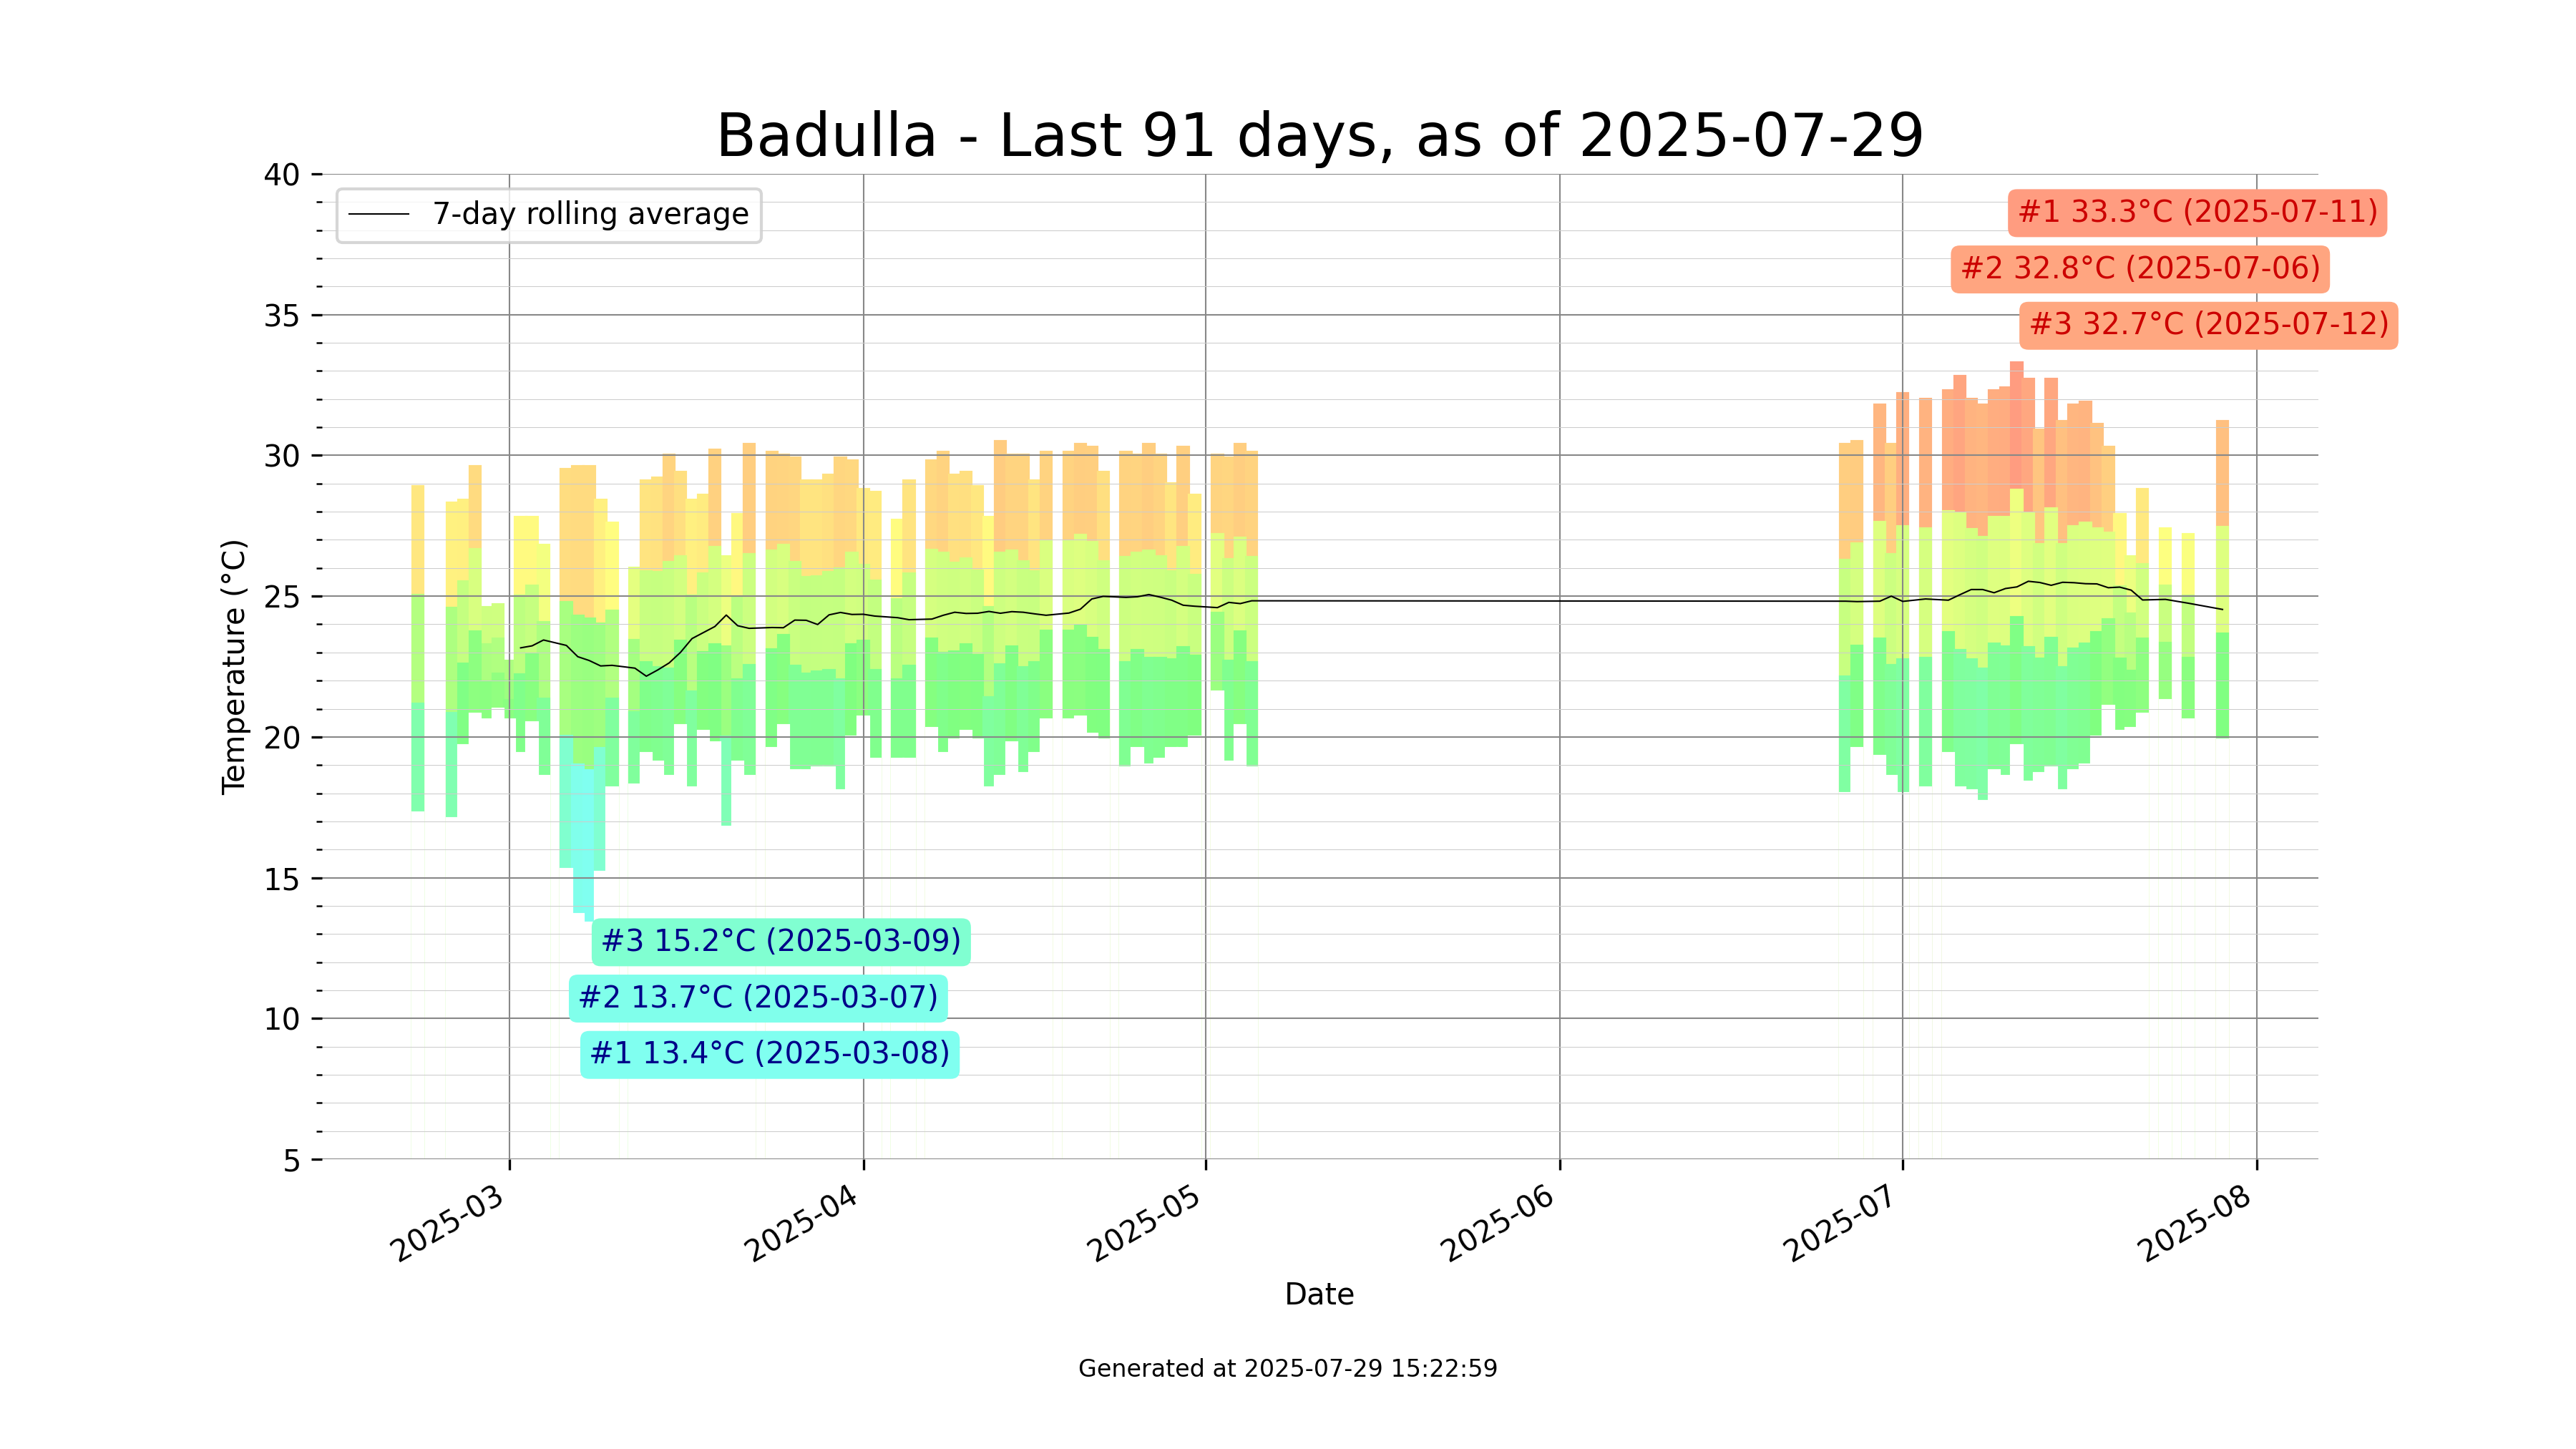 Badulla - Last 91 days, as of 2025-07-29
40
35
30
25
20
15
10
5
Temperature (°C)
7-day rolling average
#1 33.3°C (2025-07-11)
#2 32.8°C (2025-07-06)
#3 32.7°C (2025-07-12)
#3 15.2°C (2025-03-09)
#2 13.7°C (2025-03-07)
#1 13.4°C (2025-03-08)
2025-03
2025-04
2025-05
2025-06
2025-07
2025-08
Date
Generated at 2025-07-29 15:22:59